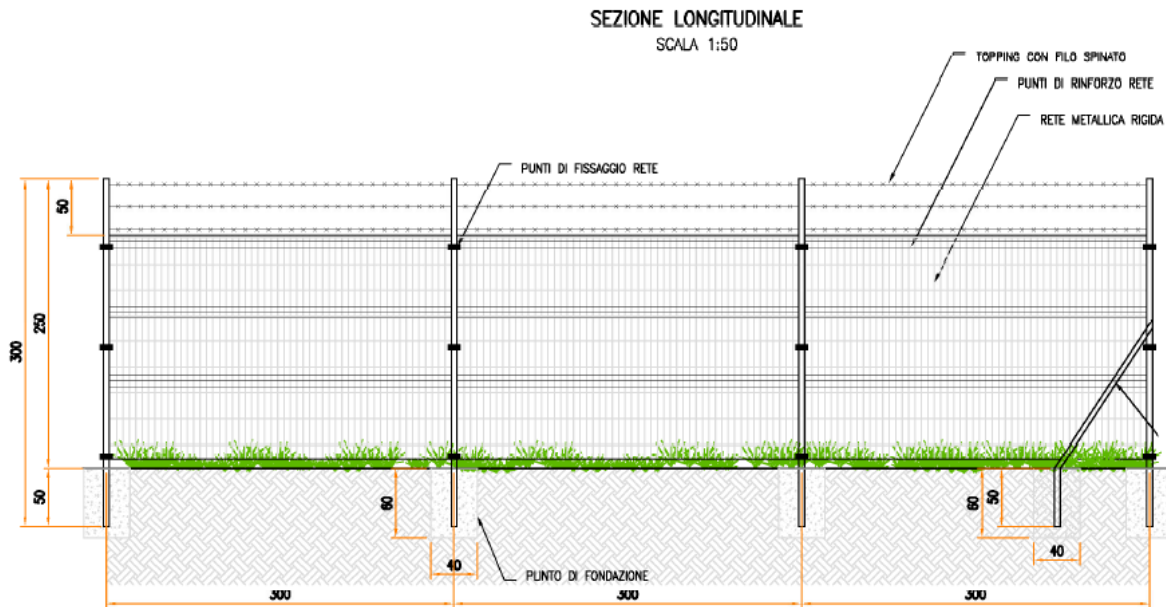 SEZIONE LONGITUDINALE
SCALA 1:50
TOPPING CON FILO SPINATO
PUNTI DI RINFORZO RETE
RETE METALLICA RIGIDA
PUNTI DI FISSAGGIO RETE
50
250
300
50
60
60
50
40
40
PUNTO DI FONDAZIONE
300
300
300